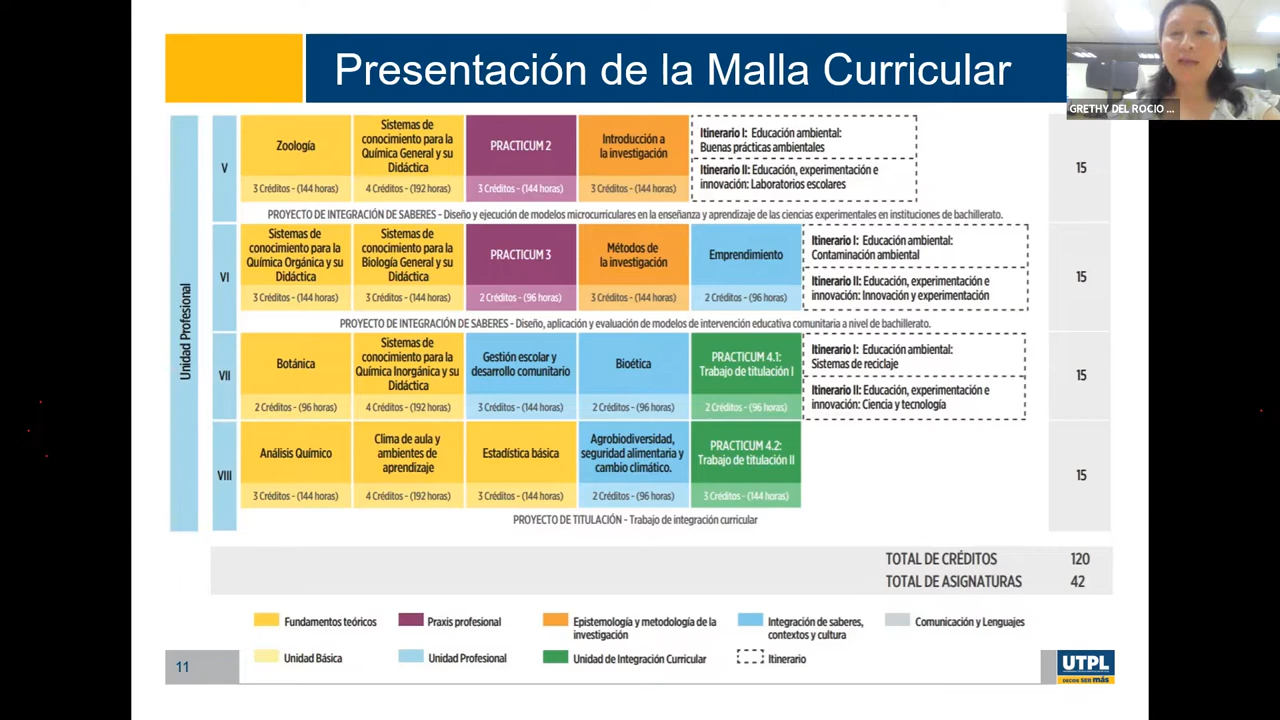 Presentación de la Malla Curricular
GRETHY DEL ROCIO ...
Unidad Profesional
V
Zoología
3 Créditos - (144 horas)
Sistemas de
conocimiento para la
Química General y su
Didáctica
4 Créditos - (192 horas)
PRACTICUM 2
3 Créditos - (144 horas)
Introducción a
la investigación
3 Créditos - (144 horas)
Itinerario I: Educación ambiental:
Buenas prácticas ambientales
Itinerario II: Educación, experimentación e
innovación: Laboratorios escolares
15
PROYECTO DE INTEGRACIÓN DE SABERES - Diseño y ejecución de modelos microcurriculares en la enseñanza y aprendizaje de las ciencias experimentales en instituciones de bachillerato.
VI
Sistemas de
conocimiento para la
Química Orgánica y su
Didáctica
3 Créditos - (144 horas)
Sistemas de
conocimiento para la
Biología General y su
Didáctica
3 Créditos - (144 horas)
PRACTICUM 3
2 Créditos - (96 horas)
Métodos de
la investigación
3 Créditos - (144 horas)
Emprendimiento
2 Créditos - (96 horas)
Itinerario I: Educación ambiental:
Contaminación ambiental
Itinerario II: Educación, experimentación e
innovación: Innovación y experimentación
15
PROYECTO DE INTEGRACIÓN DE SABERES - Diseño, aplicación y evaluación de modelos de intervención educativa comunitaria a nivel de bachillerato.
VII
Botánica
2 Créditos - (96 horas)
Sistemas de
conocimiento para la
Química Inorgánica y su
Didáctica
4 Créditos - (192 horas)
Gestión escolar y
desarrollo comunitario
3 Créditos - (144 horas)
Bioética
2 Créditos - (96 horas)
PRACTICUM 4.1:
Trabajo de titulación I
2 Créditos - (96 horas)
Itinerario I: Educación ambiental:
Sistemas de reciclaje
Itinerario II: Educación, experimentación e
innovación: Ciencia y tecnología
15
VIII
Análisis Químico
3 Créditos - (144 horas)
Clima de aula y
ambientes de
aprendizaje
4 Créditos - (192 horas)
Estadística básica
3 Créditos - (144 horas)
Agrobiodiversidad,
seguridad alimentaria y
cambio climático.
2 Créditos - (96 horas)
PRACTICUM 4.2:
Trabajo de titulación II
3 Créditos - (144 horas)
15
PROYECTO DE TITULACIÓN - Trabajo de integración curricular
TOTAL DE CRÉDITOS 120
TOTAL DE ASIGNATURAS 42
Fundamentos teóricos
Praxis profesional
Epistemología y metodología de la
investigación
Integración de saberes,
contextos y cultura
Comunicación y Lenguajes
Unidad Básica
Unidad Profesional
Unidad de Integración Curricular
Itinerario
11
UTPL
DECIDE SER más